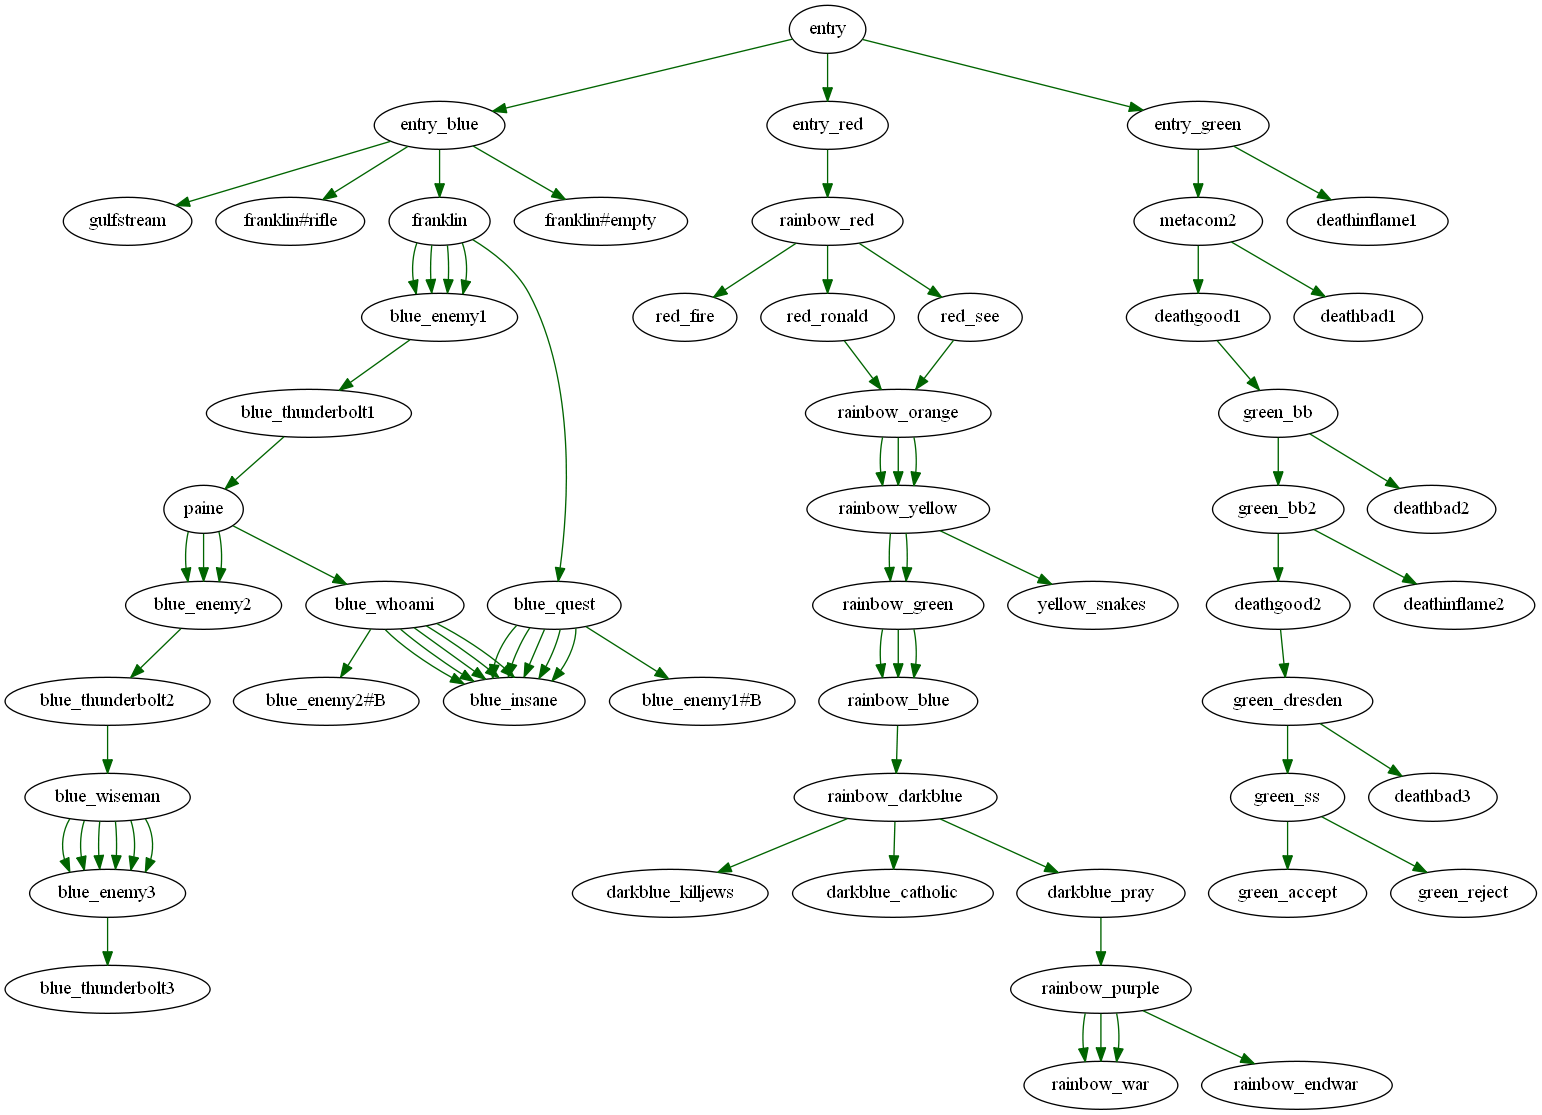 entry
entry_blue
entry_red
entry_green
gulfstream
franklin#rifle
franklin
franklin#empty
rainbow_red
metacom2
deathinflame1
blue_enemy1
red_fire
red_ronald
red_see
deathgood1
deathbad1
blue_thunderbolt1
rainbow_orange
green_bb
paine
rainbow_yellow
green_bb2
deathbad2
blue_enemy2
blue_whoami
blue_quest
rainbow_green
yellow_snakes
deathgood2
deathinflame2
blue_thunderbolt2
blue_enemy2#B
blue_insane
blue_enemy1#B
rainbow_blue
green_dresden
blue_wiseman
rainbow_darkblue
green_ss
deathbad3
blue_enemy3
darkblue_killjews
darkblue_catholic
darkblue_pray
green_accept
green_reject
blue_thunderbolt3
rainbow_purple
rainbow_war
rainbow_endwar